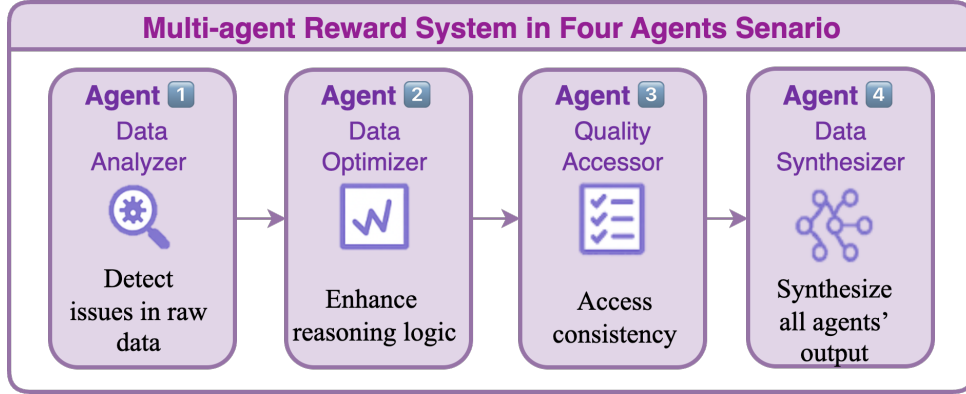 Multi-agent Reward System in Four Agents Senario
Agent 1
Data
Analyzer
Detect
issues in raw
data
Agent 2
Data
Optimizer
Enhance
reasoning logic
Agent 3
Quality
Accessor
Access
consistency
Agent 4
Data
Synthesizer
Synthesize
all agents’
output